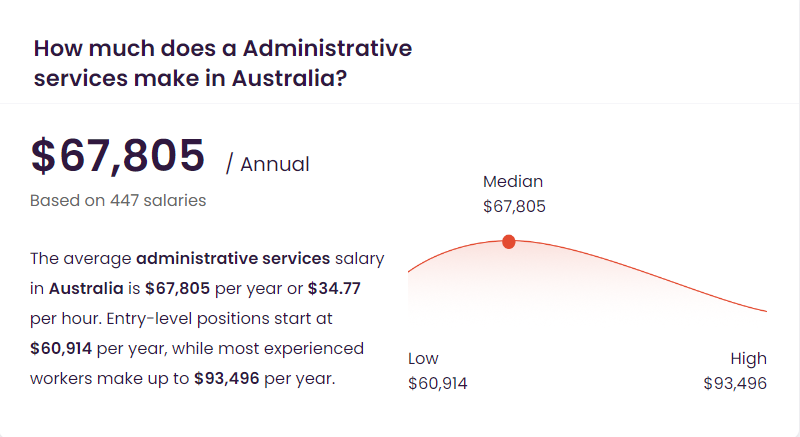 How much does a Administrative
services make in Australia?
$67,805 / Annual
Based on 447 salaries
The average administrative services salary
in Australia is $67,805 per year or $34.77
per hour. Entry-level positions start at
$60,914 per year, while most experienced
workers make up to $93,496 per year.
Median
$67,805
Low
$60,914
High
$93,496